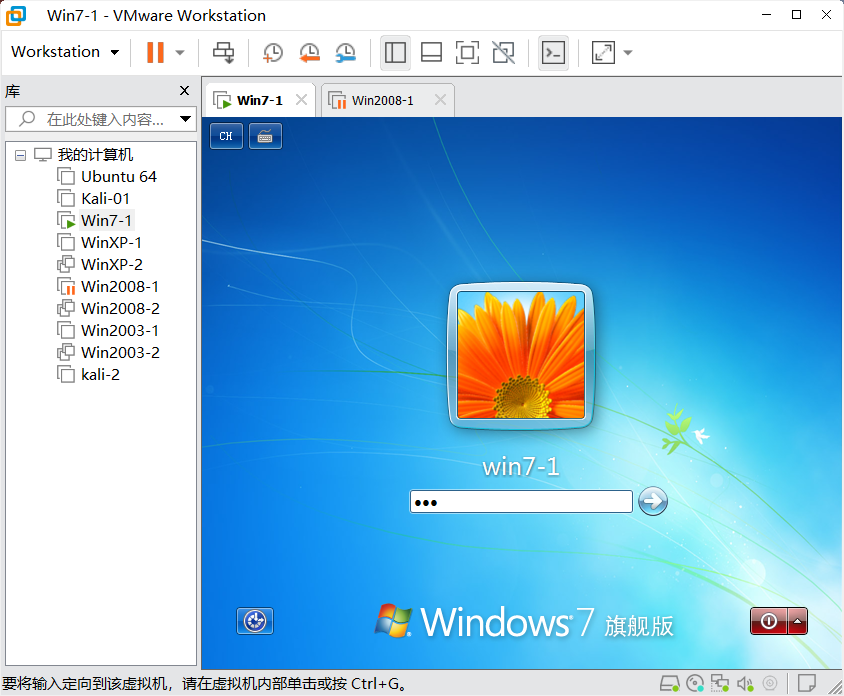 Win7-1 - VMware Workstation
Workstation
库
在此处键入内容...
我的计算机
Ubuntu 64
Kali-01
Win7-1
WinXP-1
WinXP-2
Win2008-1
Win2008-2
Win2003-1
Win2003-2
kali-2
Win7-1
Win2008-1
CH
win7-1
Windows 7 旗舰版
要将输入定向到该虚拟机，请在虚拟机内部单击或按 Ctrl+G。